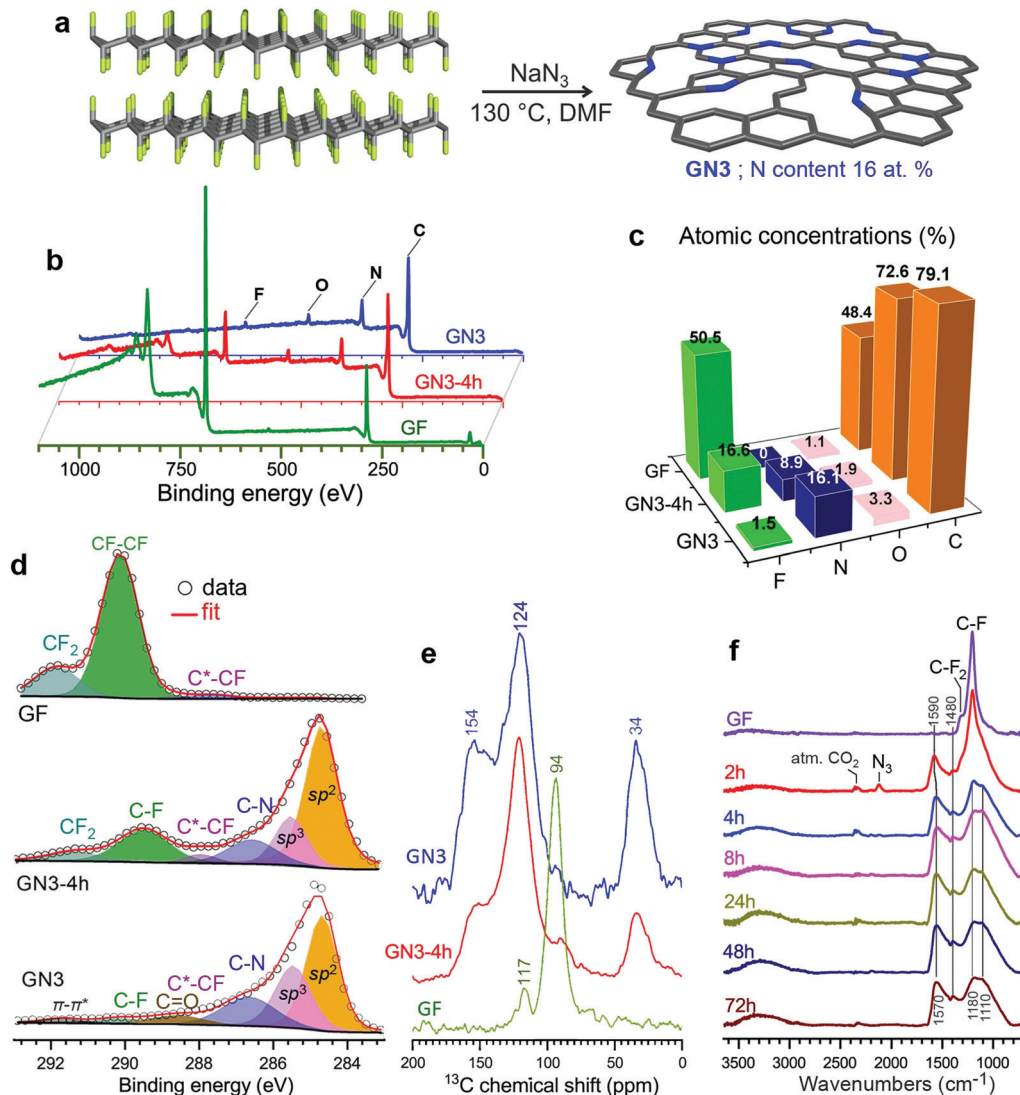 a
NaN₃
130 °C, DMF
GN3 ; N content 16 at. %
b
F
O
N
C
GN3
GN3-4h
GF
1000 750 500 250 0
Binding energy (eV)
c Atomic concentrations (%)
50.5
16.6
1.5
0
8.9
16.1
1.1
1.9
3.3
48.4
72.6
79.1
GF
GN3-4h
GN3
F N O C
d
CF-CF
data
fit
CF₂
C*-CF
GF
CF₂
C-F
C*-CF
C-N
sp³
sp²
GN3-4h
GN3
π-π*
C-F
C=O
C*-CF
C-N
sp³
sp²
292 290 288 286 284
Binding energy (eV)
e
154
124
34
94
117
GN3
GN3-4h
GF
200 150 100 50 0
¹³C chemical shift (ppm)
f
C-F
C-F₂
1590
1480
GF
atm. CO₂
N₃
2h
4h
8h
24h
48h
72h
1570
1180
1110
3500 3000 2500 2000 1500 1000
Wavenumbers (cm⁻¹)